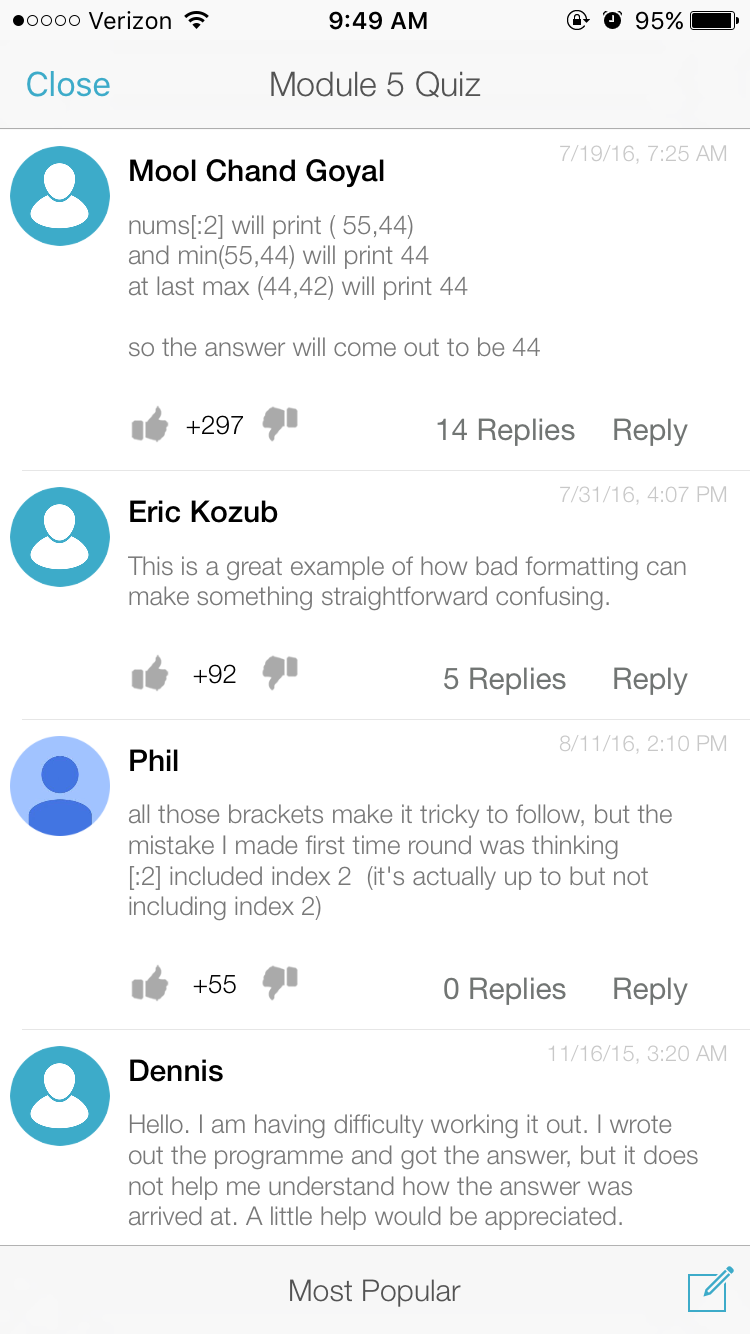 Verizon 9:49 AM 95%
Close Module 5 Quiz
7/19/16, 7:25 AM
Mool Chand Goyal
nums[:2] will print ( 55,44)
and min(55,44) will print 44
at last max (44,42) will print 44
so the answer will come out to be 44
+297 14 Replies Reply
7/31/16, 4:07 PM
Eric Kozub
This is a great example of how bad formatting can
make something straightforward confusing.
+92 5 Replies Reply
8/11/16, 2:10 PM
Phil
all those brackets make it tricky to follow, but the
mistake I made first time round was thinking
[:2] included index 2  (it's actually up to but not
including index 2)
+55 0 Replies Reply
11/16/15, 3:20 AM
Dennis
Hello. I am having difficulty working it out. I wrote
out the programme and got the answer, but it does
not help me understand how the answer was
arrived at. A little help would be appreciated.
Most Popular